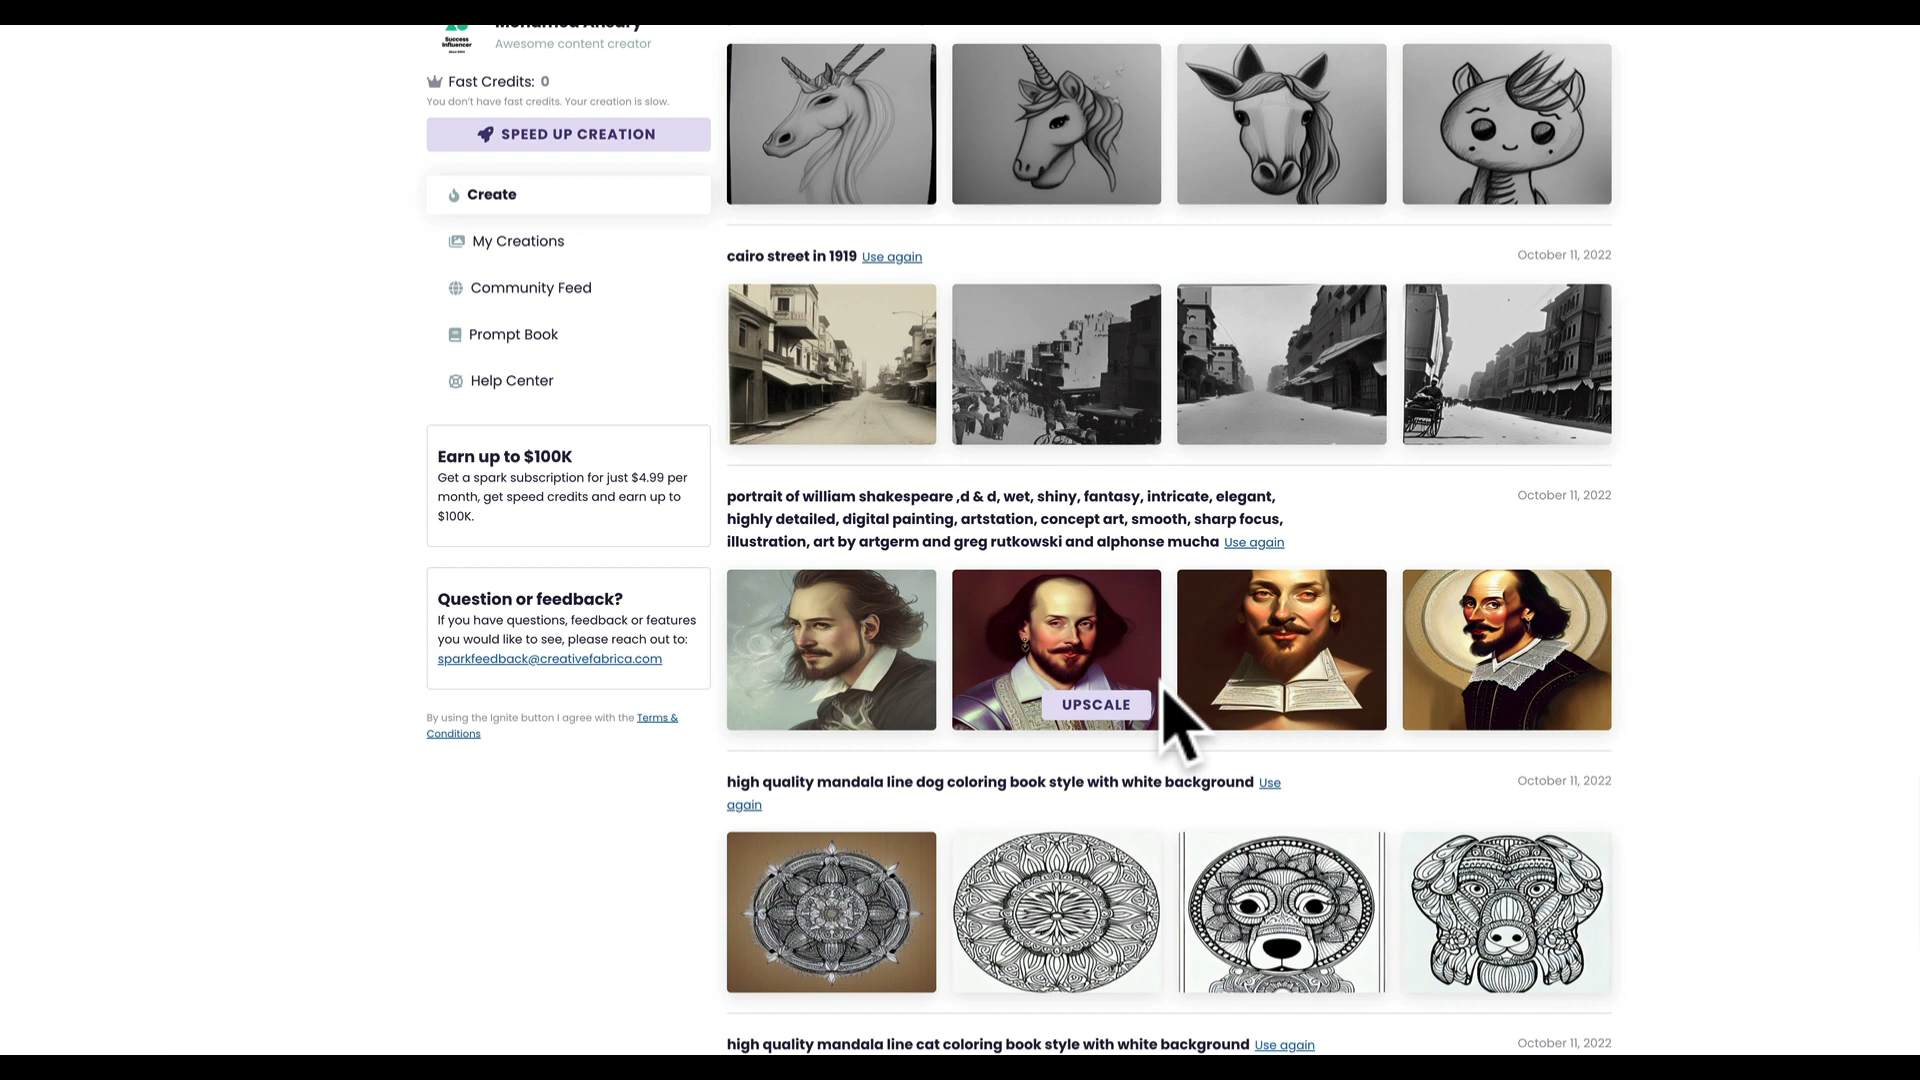 Success
Influencer
Awesome content creator
Fast Credits: 0
You don't have fast credits. Your creation is slow.
SPEED UP CREATION
Create
My Creations
Community Feed
Prompt Book
Help Center
Earn up to $100K
Get a spark subscription for just $4.99 per
month, get speed credits and earn up to
$100K.
Question or feedback?
If you have questions, feedback or features
you would like to see, please reach out to:
sparkfeedback@creativefabrica.com
By using the Ignite button I agree with the Terms &
Conditions
cairo street in 1919 Use again
October 11, 2022
portrait of william shakespeare ,d & d, wet, shiny, fantasy, intricate, elegant,
highly detailed, digital painting, artstation, concept art, smooth, sharp focus,
illustration, art by artgerm and greg rutkowski and alphonse mucha Use again
October 11, 2022
UPSCALE
high quality mandala line dog coloring book style with white background Use
again
October 11, 2022
high quality mandala line cat coloring book style with white background Use again
October 11, 2022